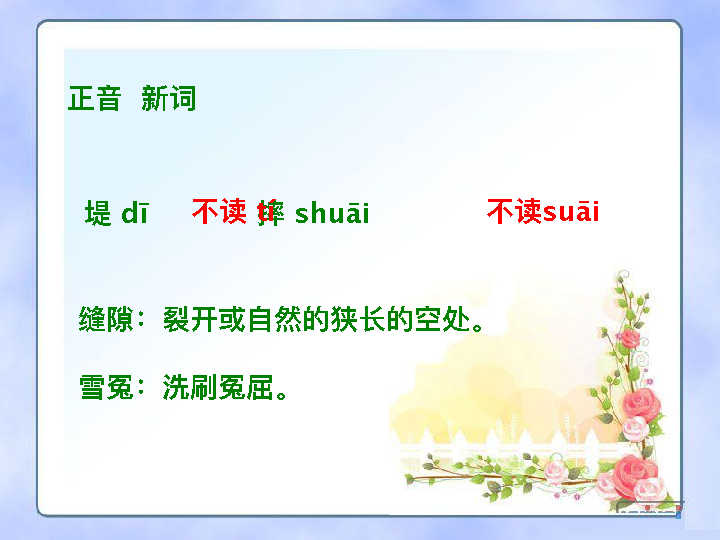 正音 新词
堤 dī 不读 tí 摔 shuāi 不读suāi
缝隙：裂开或自然的狭长的空处。
雪冤：洗刷冤屈。